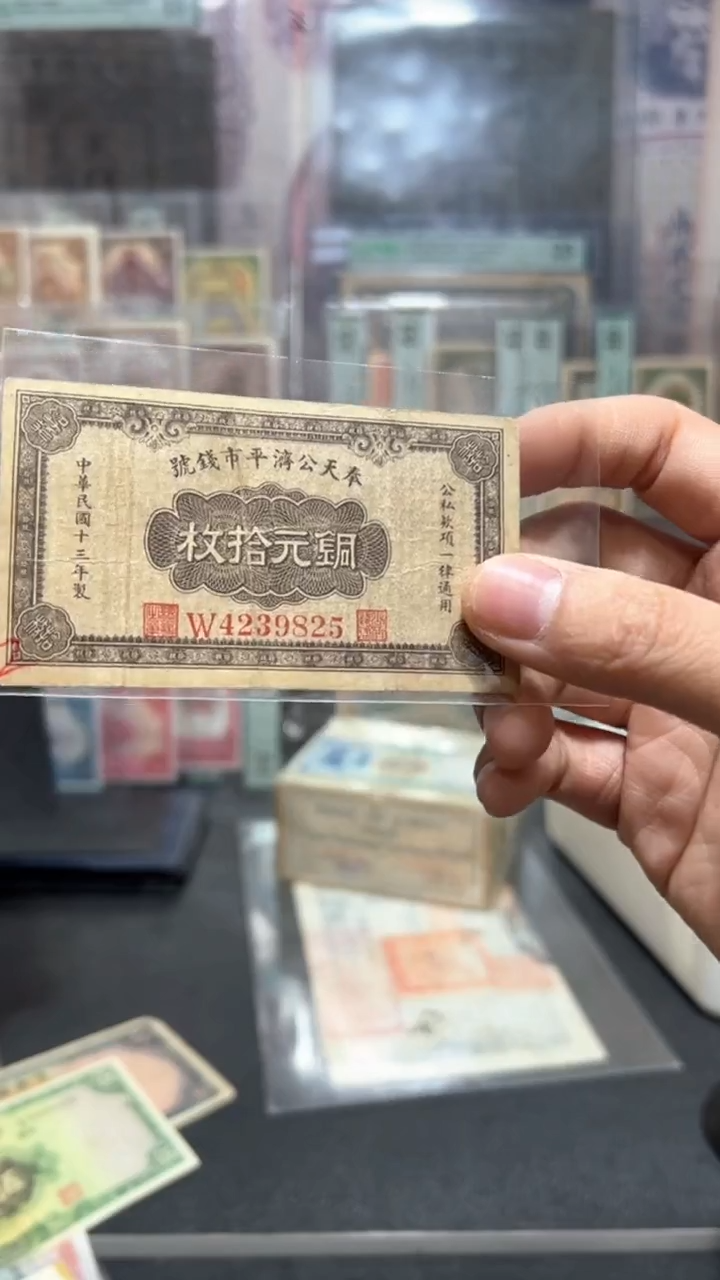 奉天公濟平市錢號
公私款項一律通用
銅元拾枚
中華民國十三年製
W4239825